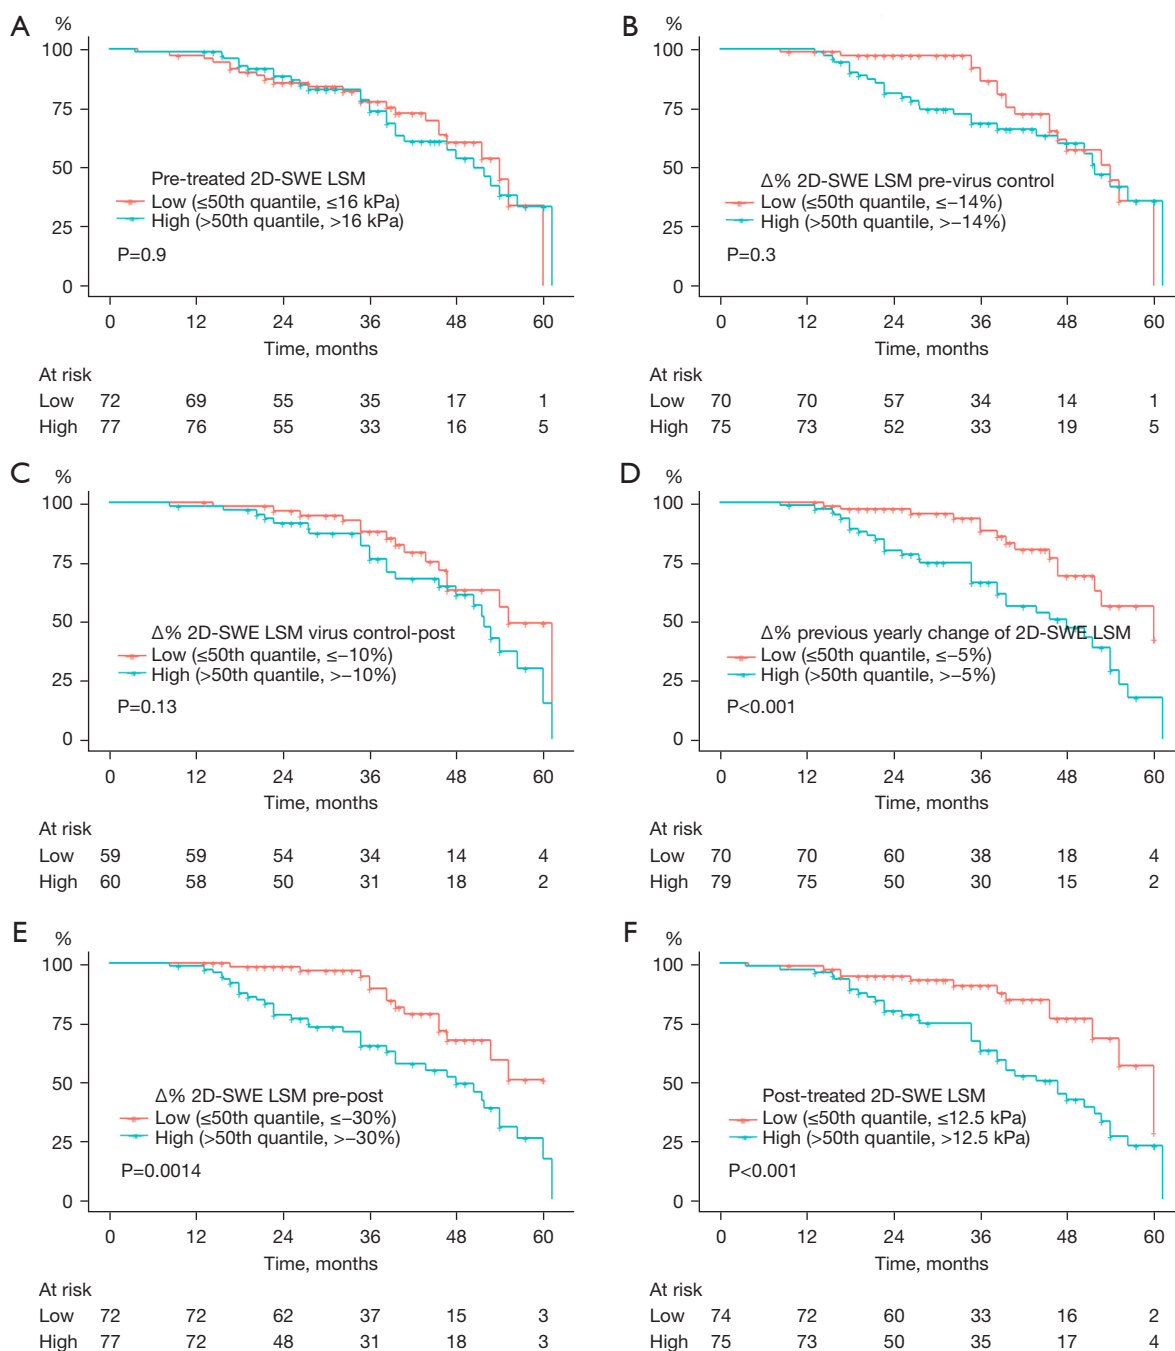 A
%
100
75
50
25
0
Pre-treated 2D-SWE LSM
Low (≤50th quantile, ≤16 kPa)
High (>50th quantile, >16 kPa)
P=0.9
0 12 24 36 48 60
Time, months
At risk
Low 72 69 55 35 17 1
High 77 76 55 33 16 5
B
%
100
75
50
25
0
Δ% 2D-SWE LSM pre-virus control
Low (≤50th quantile, ≤−14%)
High (>50th quantile, >−14%)
P=0.3
0 12 24 36 48 60
Time, months
At risk
Low 70 70 57 34 14 1
High 75 73 52 33 19 5
C
%
100
75
50
25
0
Δ% 2D-SWE LSM virus control-post
Low (≤50th quantile, ≤−10%)
High (>50th quantile, >−10%)
P=0.13
0 12 24 36 48 60
Time, months
At risk
Low 59 59 54 34 14 4
High 60 58 50 31 18 2
D
%
100
75
50
25
0
Δ% previous yearly change of 2D-SWE LSM
Low (≤50th quantile, ≤−5%)
High (>50th quantile, >−5%)
P<0.001
0 12 24 36 48 60
Time, months
At risk
Low 70 70 60 38 18 4
High 79 75 50 30 15 2
E
%
100
75
50
25
0
Δ% 2D-SWE LSM pre-post
Low (≤50th quantile, ≤−30%)
High (>50th quantile, >−30%)
P=0.0014
0 12 24 36 48 60
Time, months
At risk
Low 72 72 62 37 15 3
High 77 72 48 31 18 3
F
%
100
75
50
25
0
Post-treated 2D-SWE LSM
Low (≤50th quantile, ≤12.5 kPa)
High (>50th quantile, >12.5 kPa)
P<0.001
0 12 24 36 48 60
Time, months
At risk
Low 74 72 60 33 16 2
High 75 73 50 35 17 4